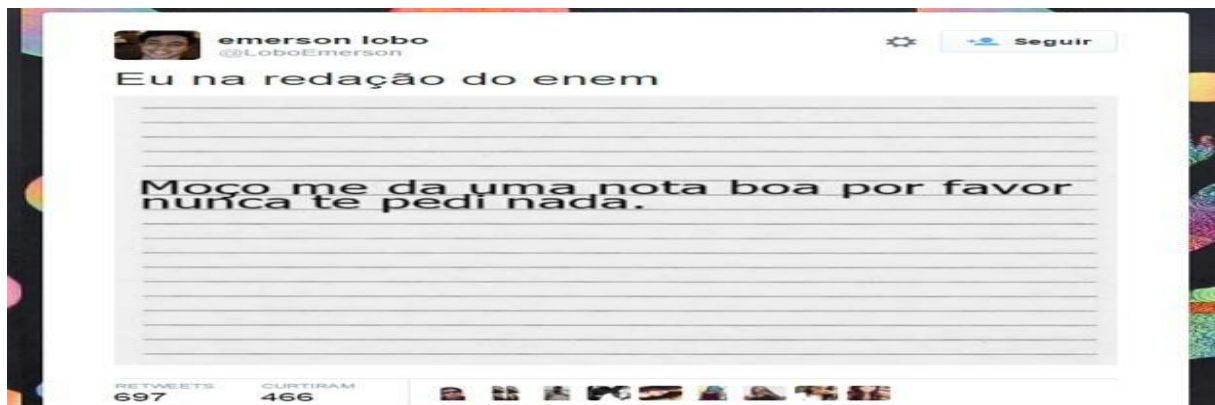 emerson lobo
@LoboEmerson
Seguir
Eu na redação do enem
Moço me da uma nota boa por favor
nunca te pedi nada.
RETWEETS
CURTIRAM
697
466